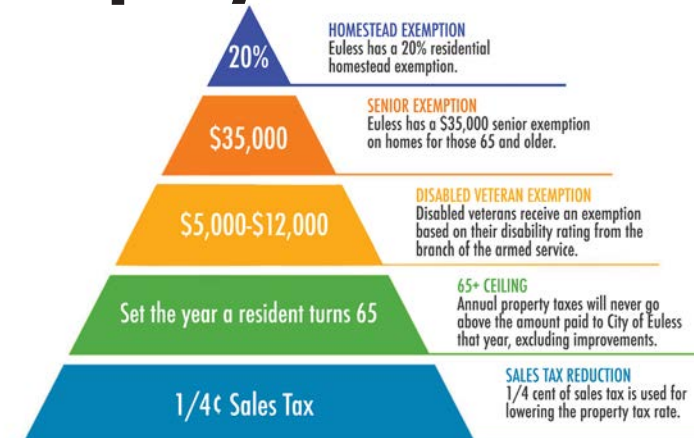 20%
HOMESTEAD EXEMPTION
Euless has a 20% residential
homestead exemption.
$35,000
SENIOR EXEMPTION
Euless has a $35,000 senior exemption
on homes for those 65 and older.
$5,000-$12,000
DISABLED VETERAN EXEMPTION
Disabled veterans receive an exemption
based on their disability rating from the
branch of the armed service.
Set the year a resident turns 65
65+ CEILING
Annual property taxes will never go
above the amount paid to City of Euless
that year, excluding improvements.
1/4¢ Sales Tax
SALES TAX REDUCTION
1/4 cent of sales tax is used for
lowering the property tax rate.